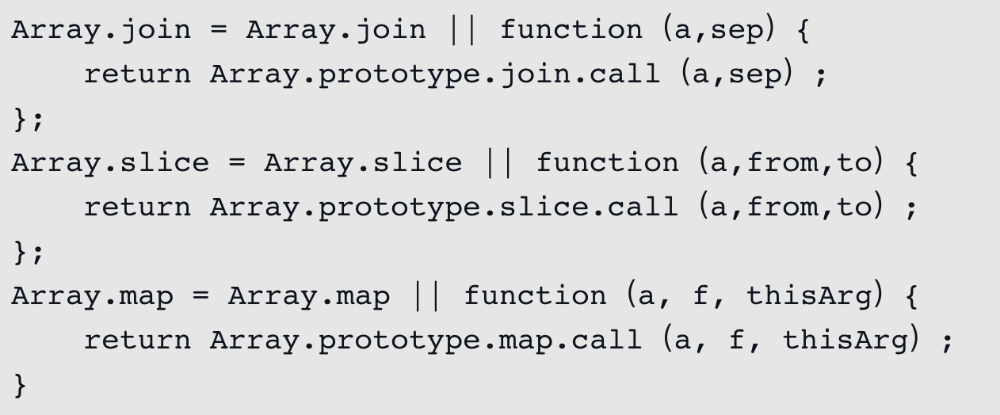 Array.join = Array.join || function (a,sep) {
    return Array.prototype.join.call (a,sep) ;
};
Array.slice = Array.slice || function (a,from,to) {
    return Array.prototype.slice.call (a,from,to) ;
};
Array.map = Array.map || function (a, f, thisArg) {
    return Array.prototype.map.call (a, f, thisArg) ;
}